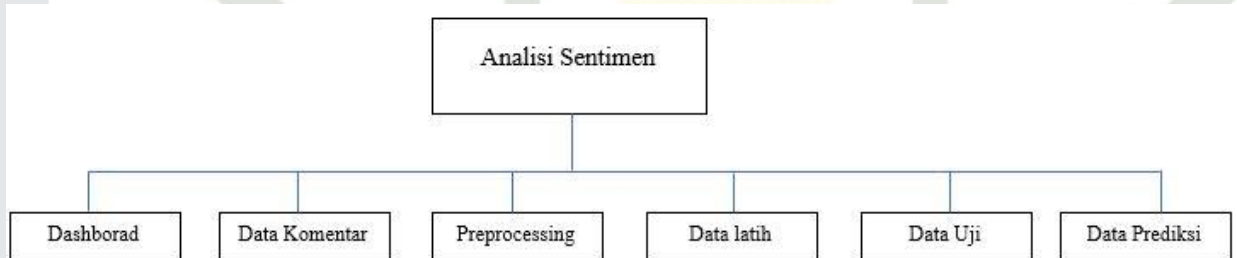 Analisi Sentimen
Dashborad
Data Komentar
Preprocessing
Data latih
Data Uji
Data Prediksi